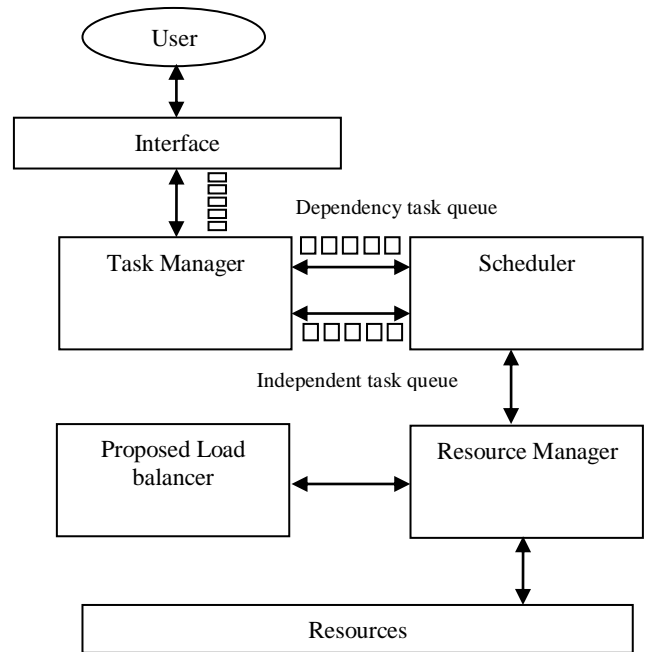 User
Interface
Dependency task queue
Task Manager
Scheduler
Independent task queue
Proposed Load
balancer
Resource Manager
Resources